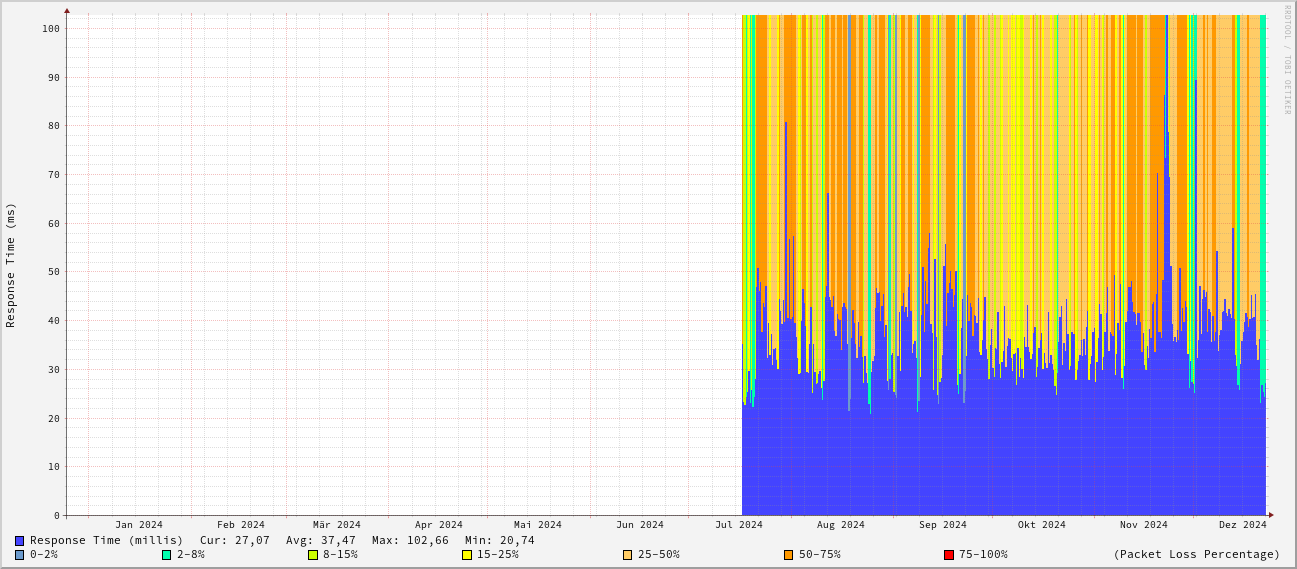 RRDTOOL / TOBI OETIKER
Response Time (ms)
100
90
80
70
60
50
40
30
20
10
0
Jan 2024 Feb 2024 Mär 2024 Apr 2024 Mai 2024 Jun 2024 Jul 2024 Aug 2024 Sep 2024 Okt 2024 Nov 2024 Dez 2024
Response Time (millis) Cur: 27,07 Avg: 37,47 Max: 102,66 Min: 20,74
0-2% 2-8% 8-15% 15-25% 25-50% 50-75% 75-100% (Packet Loss Percentage)